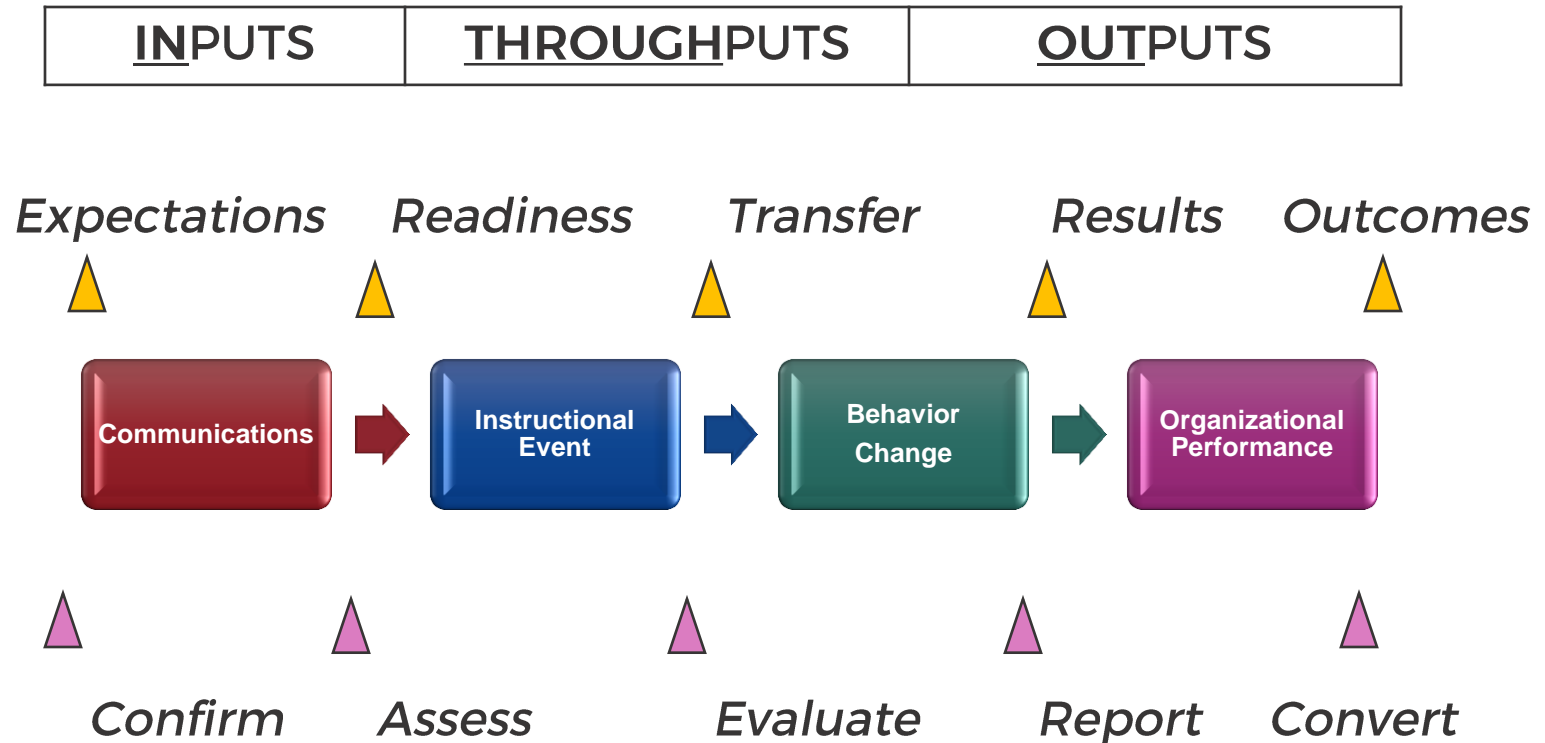 INPUTS THROUGHPUTS OUTPUTS
Expectations Readiness Transfer Results Outcomes
Communications
Instructional
Event
Behavior
Change
Organizational
Performance
Confirm Assess Evaluate Report Convert